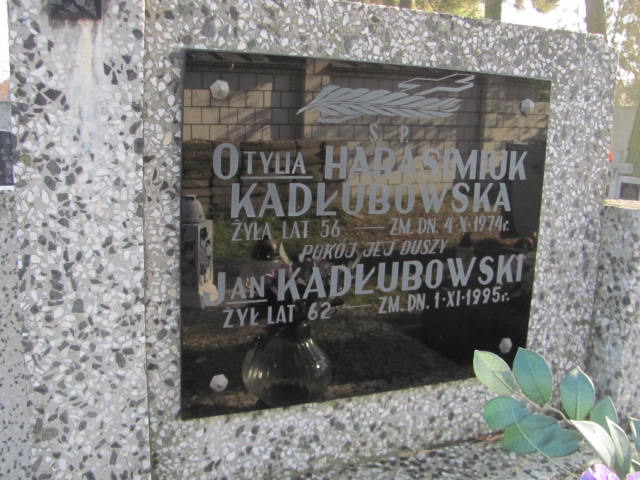 Ś P
OTYLIA HARASIMIUK
KADŁUBOWSKA
ŻYŁA LAT 56 — ZM. DN. 4·X·1974r.
POKÓJ JEJ DUSZY
JAN KADŁUBOWSKI
ŻYŁ LAT 62 — ZM. DN. 1·XI·1995r.